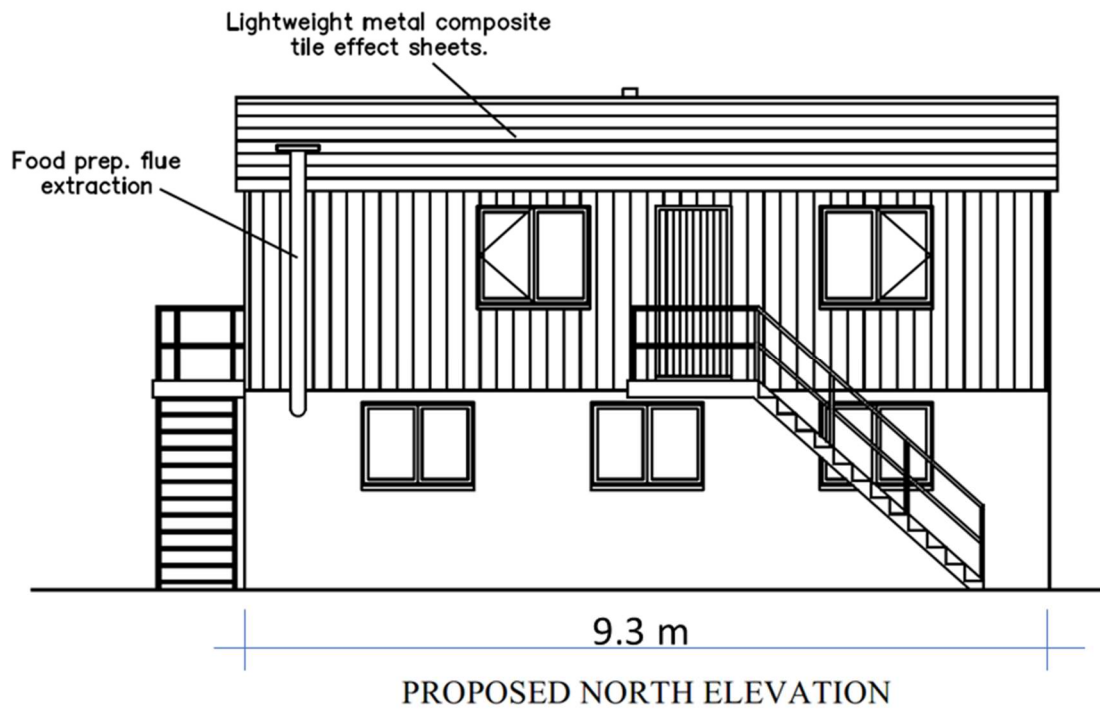 Lightweight metal composite
tile effect sheets.
Food prep. flue
extraction
9.3 m
PROPOSED NORTH ELEVATION